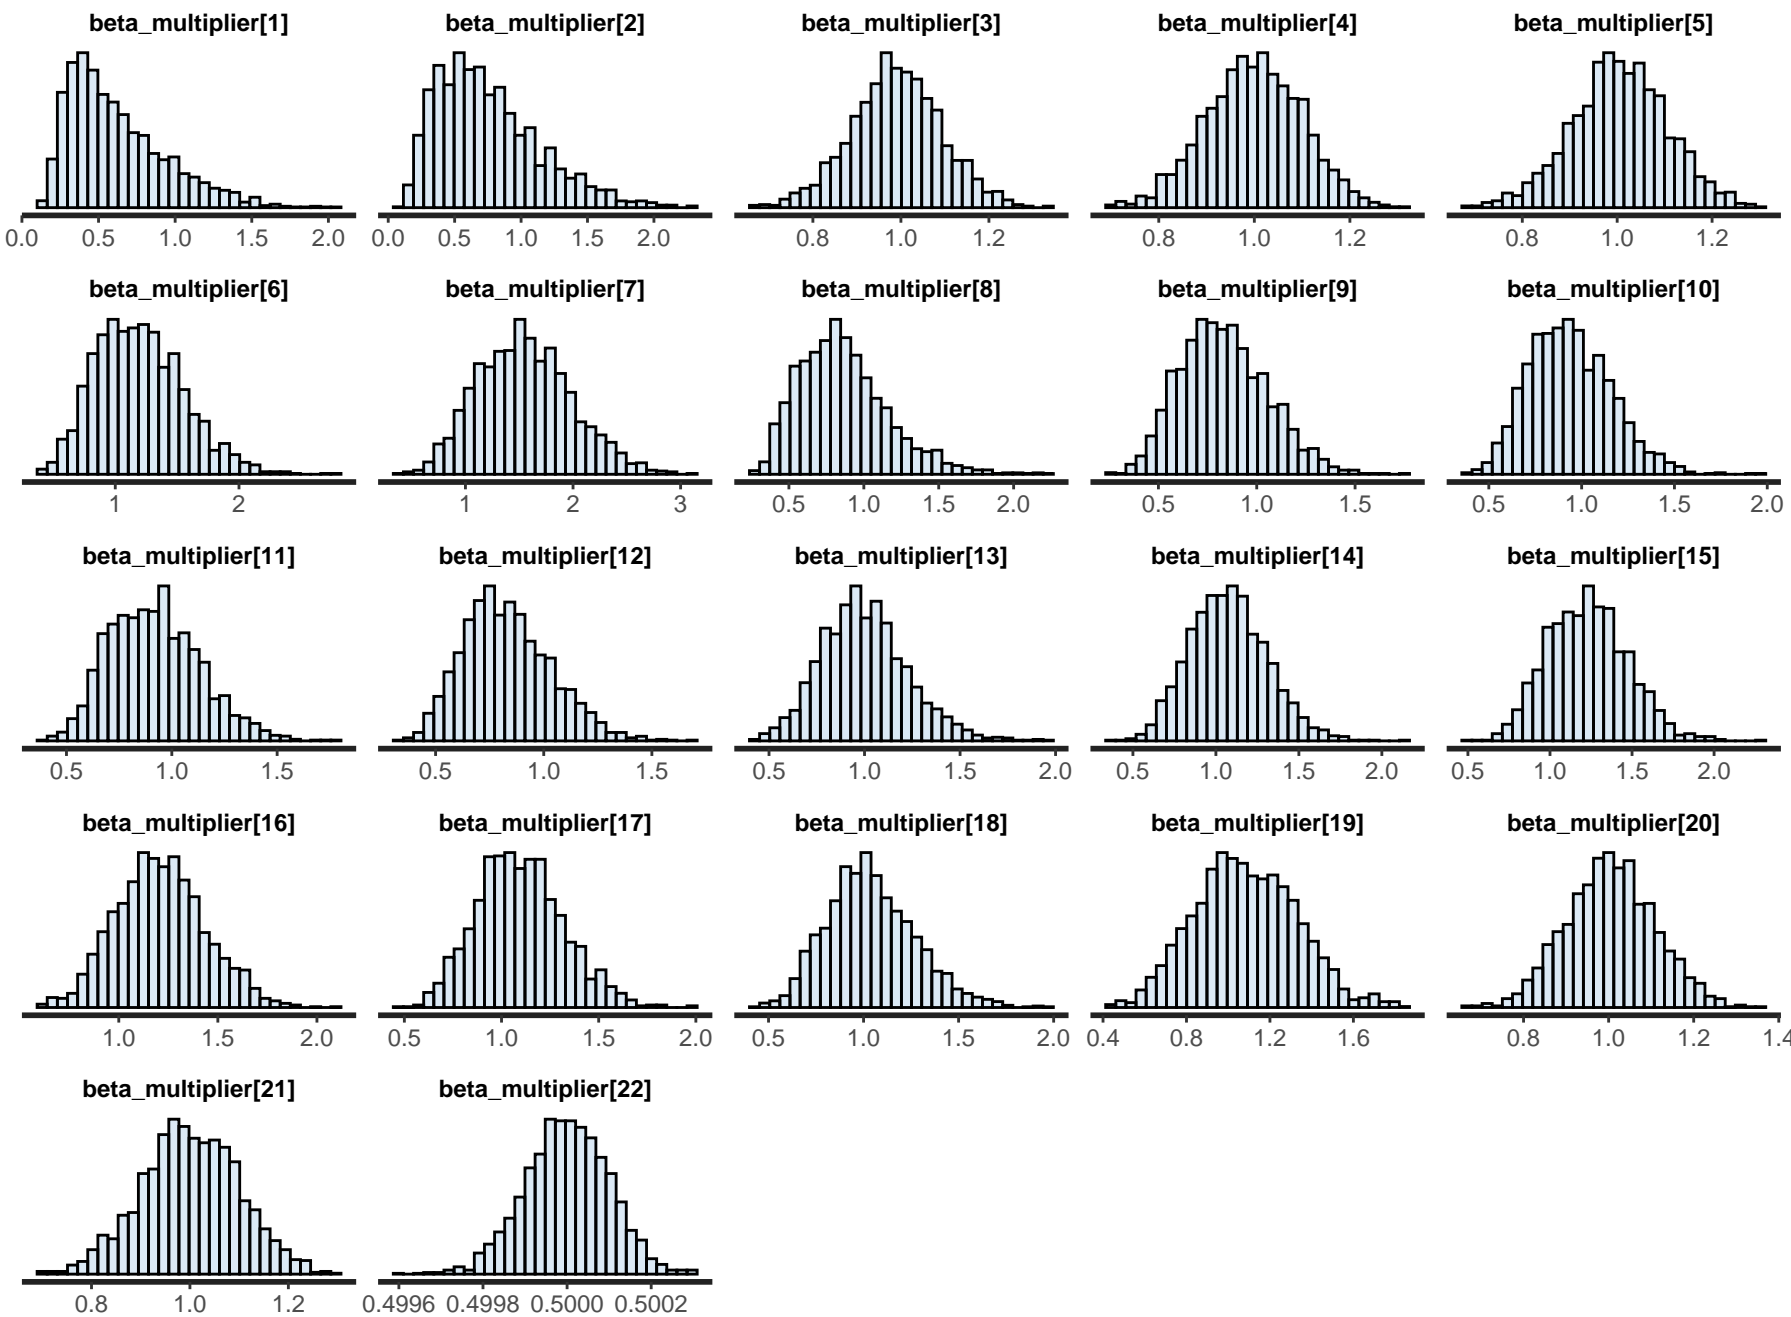 beta_multiplier[1] beta_multiplier[2] beta_multiplier[3] beta_multiplier[4] beta_multiplier[5]
0.0 0.5 1.0 1.5 2.0 0.0 0.5 1.0 1.5 2.0 0.8 1.0 1.2 0.8 1.0 1.2 0.8 1.0 1.2
beta_multiplier[6] beta_multiplier[7] beta_multiplier[8] beta_multiplier[9] beta_multiplier[10]
1 2 1 2 3 0.5 1.0 1.5 2.0 0.5 1.0 1.5 0.5 1.0 1.5 2.0
beta_multiplier[11] beta_multiplier[12] beta_multiplier[13] beta_multiplier[14] beta_multiplier[15]
0.5 1.0 1.5 0.5 1.0 1.5 0.5 1.0 1.5 2.0 0.5 1.0 1.5 2.0 0.5 1.0 1.5 2.0
beta_multiplier[16] beta_multiplier[17] beta_multiplier[18] beta_multiplier[19] beta_multiplier[20]
1.0 1.5 2.0 0.5 1.0 1.5 2.0 0.5 1.0 1.5 2.0 0.4 0.8 1.2 1.6 0.8 1.0 1.2 1.4
beta_multiplier[21] beta_multiplier[22]
0.8 1.0 1.2 0.4996 0.4998 0.5000 0.5002